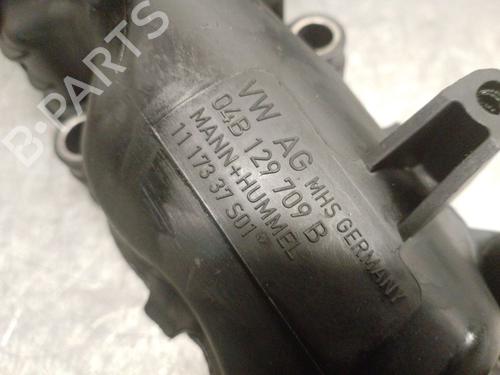 B-PARTS
VW AG
04B 129 709 B
MANN+HUMMEL
MHS GERMANY
11 173 37 S01